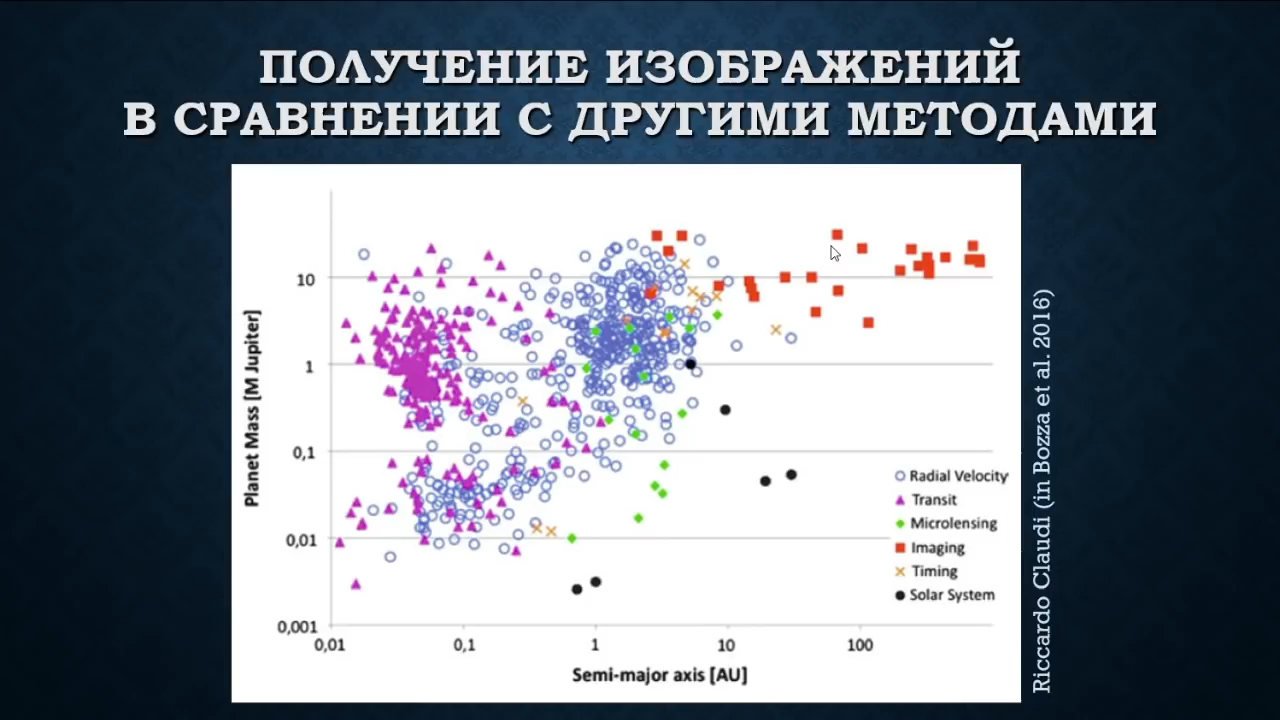 ПОЛУЧЕНИЕ ИЗОБРАЖЕНИЙ
В СРАВНЕНИИ С ДРУГИМИ МЕТОДАМИ
10
1
0,1
0,01
0,001
Planet Mass [M Jupiter]
0,01
0,1
1
10
100
Semi-major axis [AU]
Radial Velocity
Transit
Microlensing
Imaging
Timing
Solar System
Riccardo Claudi (in Bozza et al. 2016)